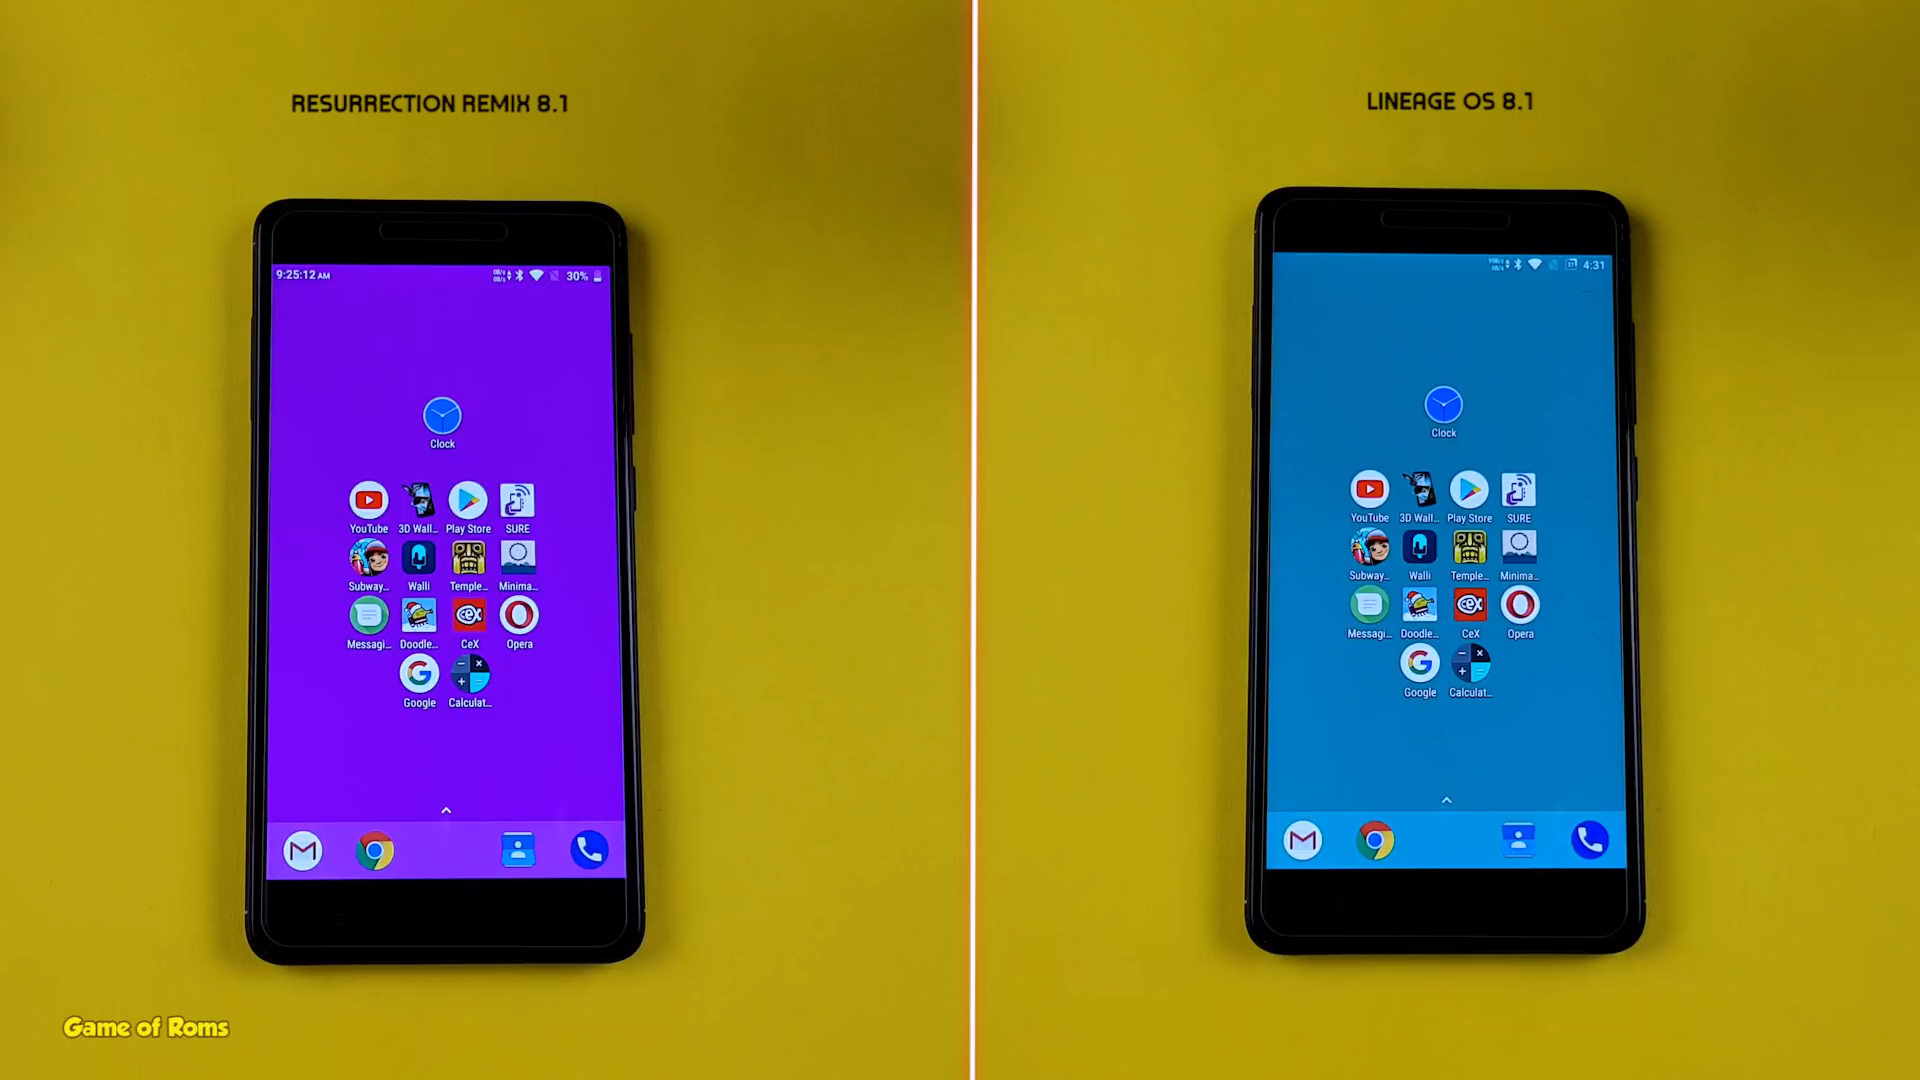 RESURRECTION REMIX 8.1
9:25:12 AM
30%
Clock
YouTube 3D Wall... Play Store SURE
Subway... Walli Temple... Minima...
Messagi... Doodle... CeX Opera
Google Calculat...
Game of Roms
LINEAGE OS 8.1
4:31
Clock
YouTube 3D Wall... Play Store SURE
Subway... Walli Temple... Minima...
Messagi... Doodle... CeX Opera
Google Calculat...